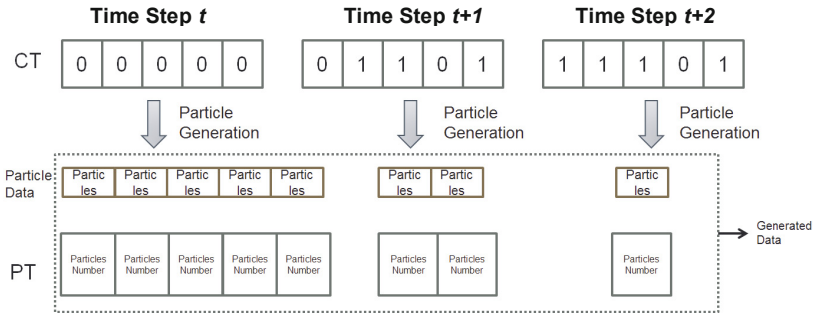 Time Step t Time Step t+1 Time Step t+2
CT 0 0 0 0 0 0 1 1 0 1 1 1 1 0 1
Particle Particle Particle
Generation Generation Generation
Particle Partic Partic Partic Partic Partic Partic Partic Partic
Data les les les les les les les les
Generated
Data
PT
Particles Particles Particles Particles Particles Particles Particles Particles
Number Number Number Number Number Number Number Number